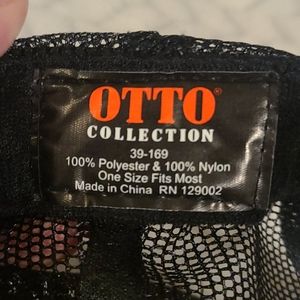 OTTO®
COLLECTION
39-169
100% Polyester & 100% Nylon
One Size Fits Most
Made in China RN 129002